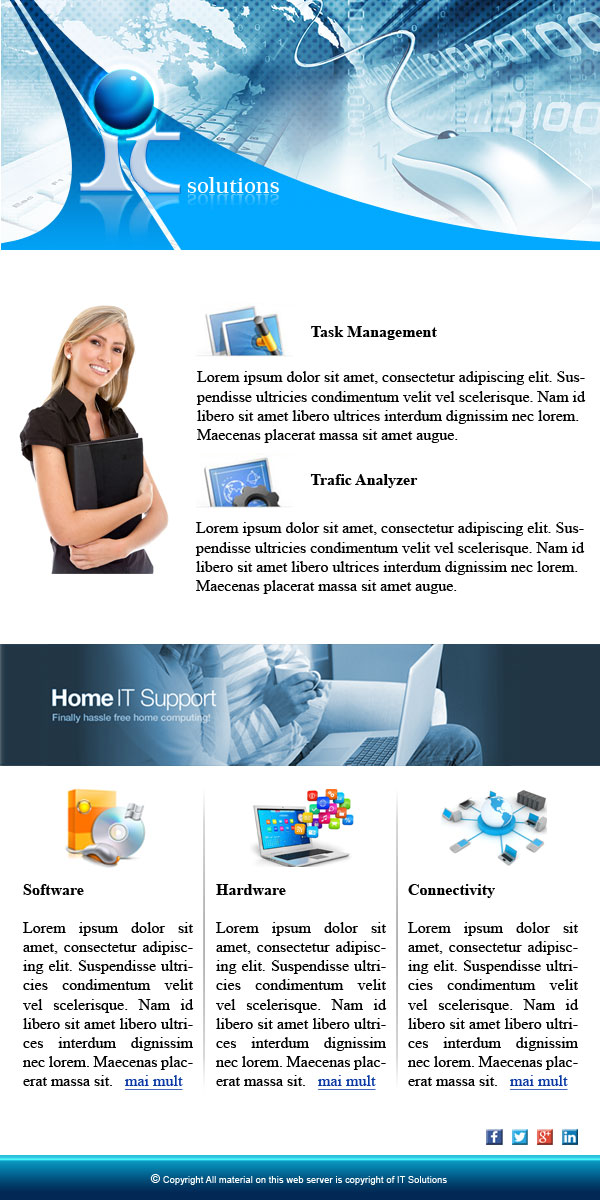 it
solutions
Task Management
Lorem ipsum dolor sit amet, consectetur adipiscing elit. Sus-
pendisse ultricies condimentum velit vel scelerisque. Nam id
libero sit amet libero ultrices interdum dignissim nec lorem.
Maecenas placerat massa sit amet augue.
Trafic Analyzer
Lorem ipsum dolor sit amet, consectetur adipiscing elit. Sus-
pendisse ultricies condimentum velit vel scelerisque. Nam id
libero sit amet libero ultrices interdum dignissim nec lorem.
Maecenas placerat massa sit amet augue.
Home IT Support
Finally hassle free home computing!
Software
Lorem ipsum dolor sit
amet, consectetur adipisc-
ing elit. Suspendisse ultri-
cies condimentum velit
vel scelerisque. Nam id
libero sit amet libero ultri-
ces interdum dignissim
nec lorem. Maecenas plac-
erat massa sit. mai mult
Hardware
Lorem ipsum dolor sit
amet, consectetur adipisc-
ing elit. Suspendisse ultri-
cies condimentum velit
vel scelerisque. Nam id
libero sit amet libero ultri-
ces interdum dignissim
nec lorem. Maecenas plac-
erat massa sit. mai mult
Connectivity
Lorem ipsum dolor sit
amet, consectetur adipisc-
ing elit. Suspendisse ultri-
cies condimentum velit
vel scelerisque. Nam id
libero sit amet libero ultri-
ces interdum dignissim
nec lorem. Maecenas plac-
erat massa sit. mai mult
© Copyright All material on this web server is copyright of IT Solutions